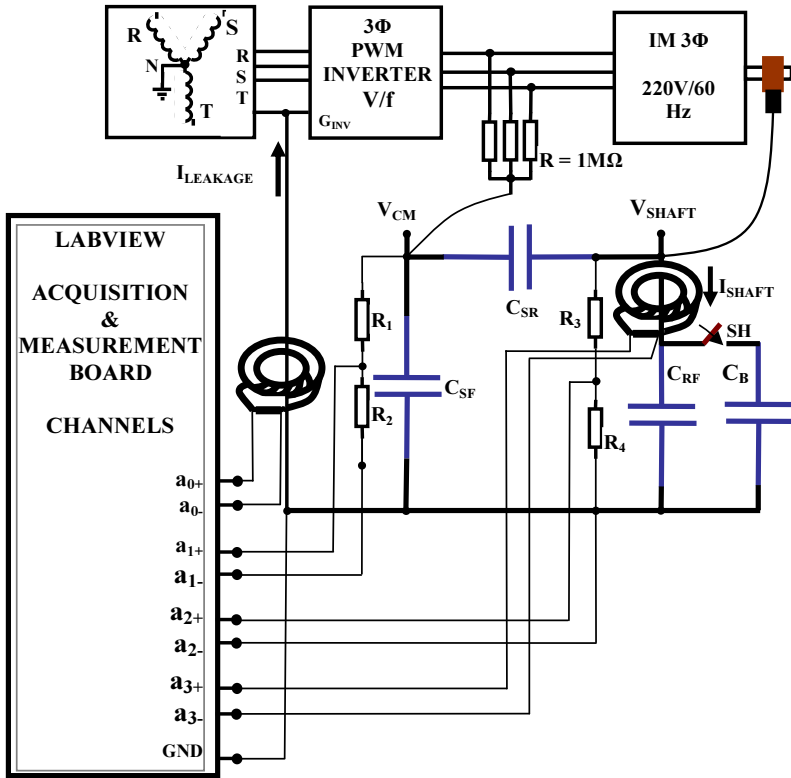 R
S
N
T
R
S
T
3Φ
PWM
INVERTER
V/f
G_INV
IM 3Φ
220V/60
Hz
R = 1MΩ
I_LEAKAGE
V_CM
V_SHAFT
I_SHAFT
C_SR
R_1
R_2
R_3
R_4
C_SF
SH
C_RF
C_B
LABVIEW
ACQUISITION
&
MEASUREMENT
BOARD
CHANNELS
a_0+
a_0-
a_1+
a_1-
a_2+
a_2-
a_3+
a_3-
GND